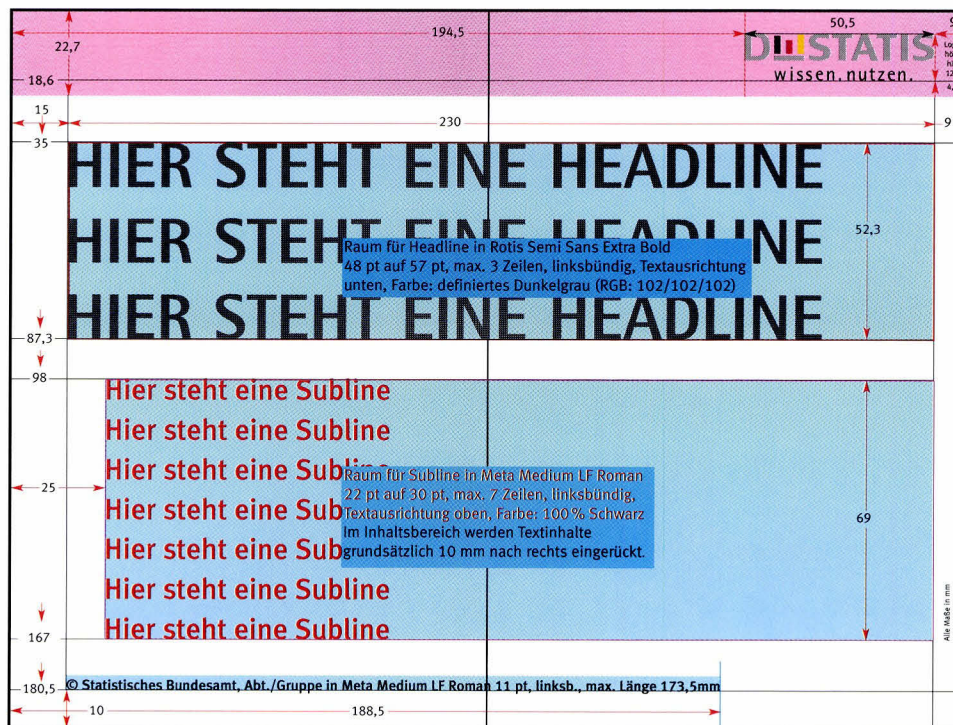 194,5
50,5
9
22,7
DESTATIS
wissen.nutzen.
18,6
15
230
9
35
HIER STEHT EINE HEADLINE
HIER STEHT EINE HEADLINE
52,3
Raum für Headline in Rotis Semi Sans Extra Bold
48 pt auf 57 pt, max. 3 Zeilen, linksbündig, Textausrichtung
unten, Farbe: definiertes Dunkelgrau (RGB: 102/102/102)
HIER STEHT EINE HEADLINE
87,3
98
Hier steht eine Subline
Hier steht eine Subline
Hier steht eine Subline
Raum für Subline in Meta Medium LF Roman
25
Hier steht eine Sub
22 pt auf 30 pt, max. 7 Zeilen, linksbündig,
Textausrichtung oben, Farbe: 100 % Schwarz
69
Hier steht eine Sub
Im Inhaltsbereich werden Textinhalte
grundsätzlich 10 mm nach rechts eingerückt.
Hier steht eine Subline
Hier steht eine Subline
167
Alle Maße in mm
180,5
© Statistisches Bundesamt, Abt./Gruppe in Meta Medium LF Roman 11 pt, linksb., max. Länge 173,5mm
10
188,5